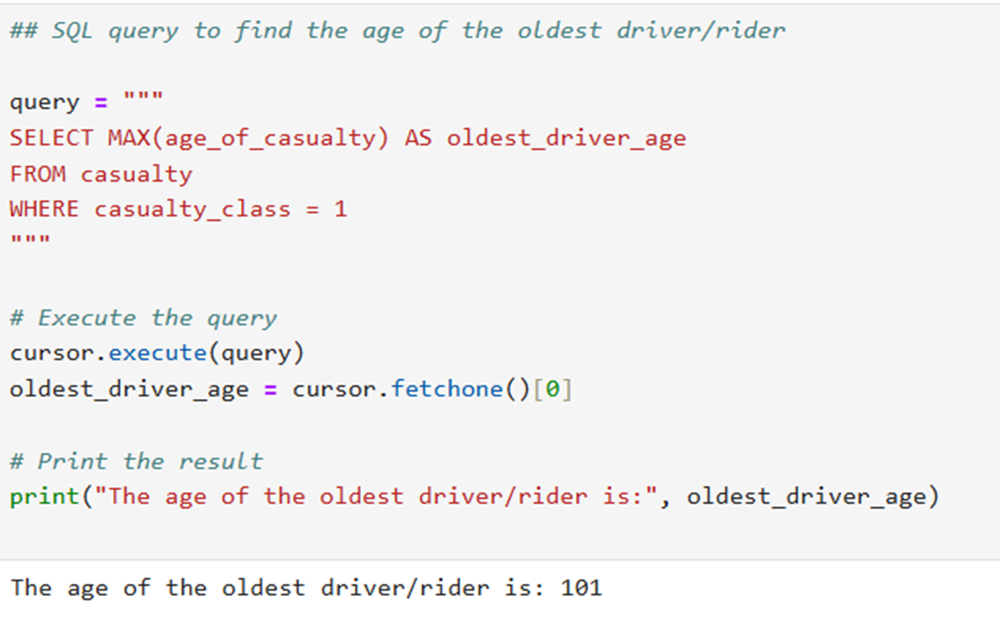 ## SQL query to find the age of the oldest driver/rider
query = """
SELECT MAX(age_of_casualty) AS oldest_driver_age
FROM casualty
WHERE casualty_class = 1
"""
# Execute the query
cursor.execute(query)
oldest_driver_age = cursor.fetchone()[0]
# Print the result
print("The age of the oldest driver/rider is:", oldest_driver_age)
The age of the oldest driver/rider is: 101